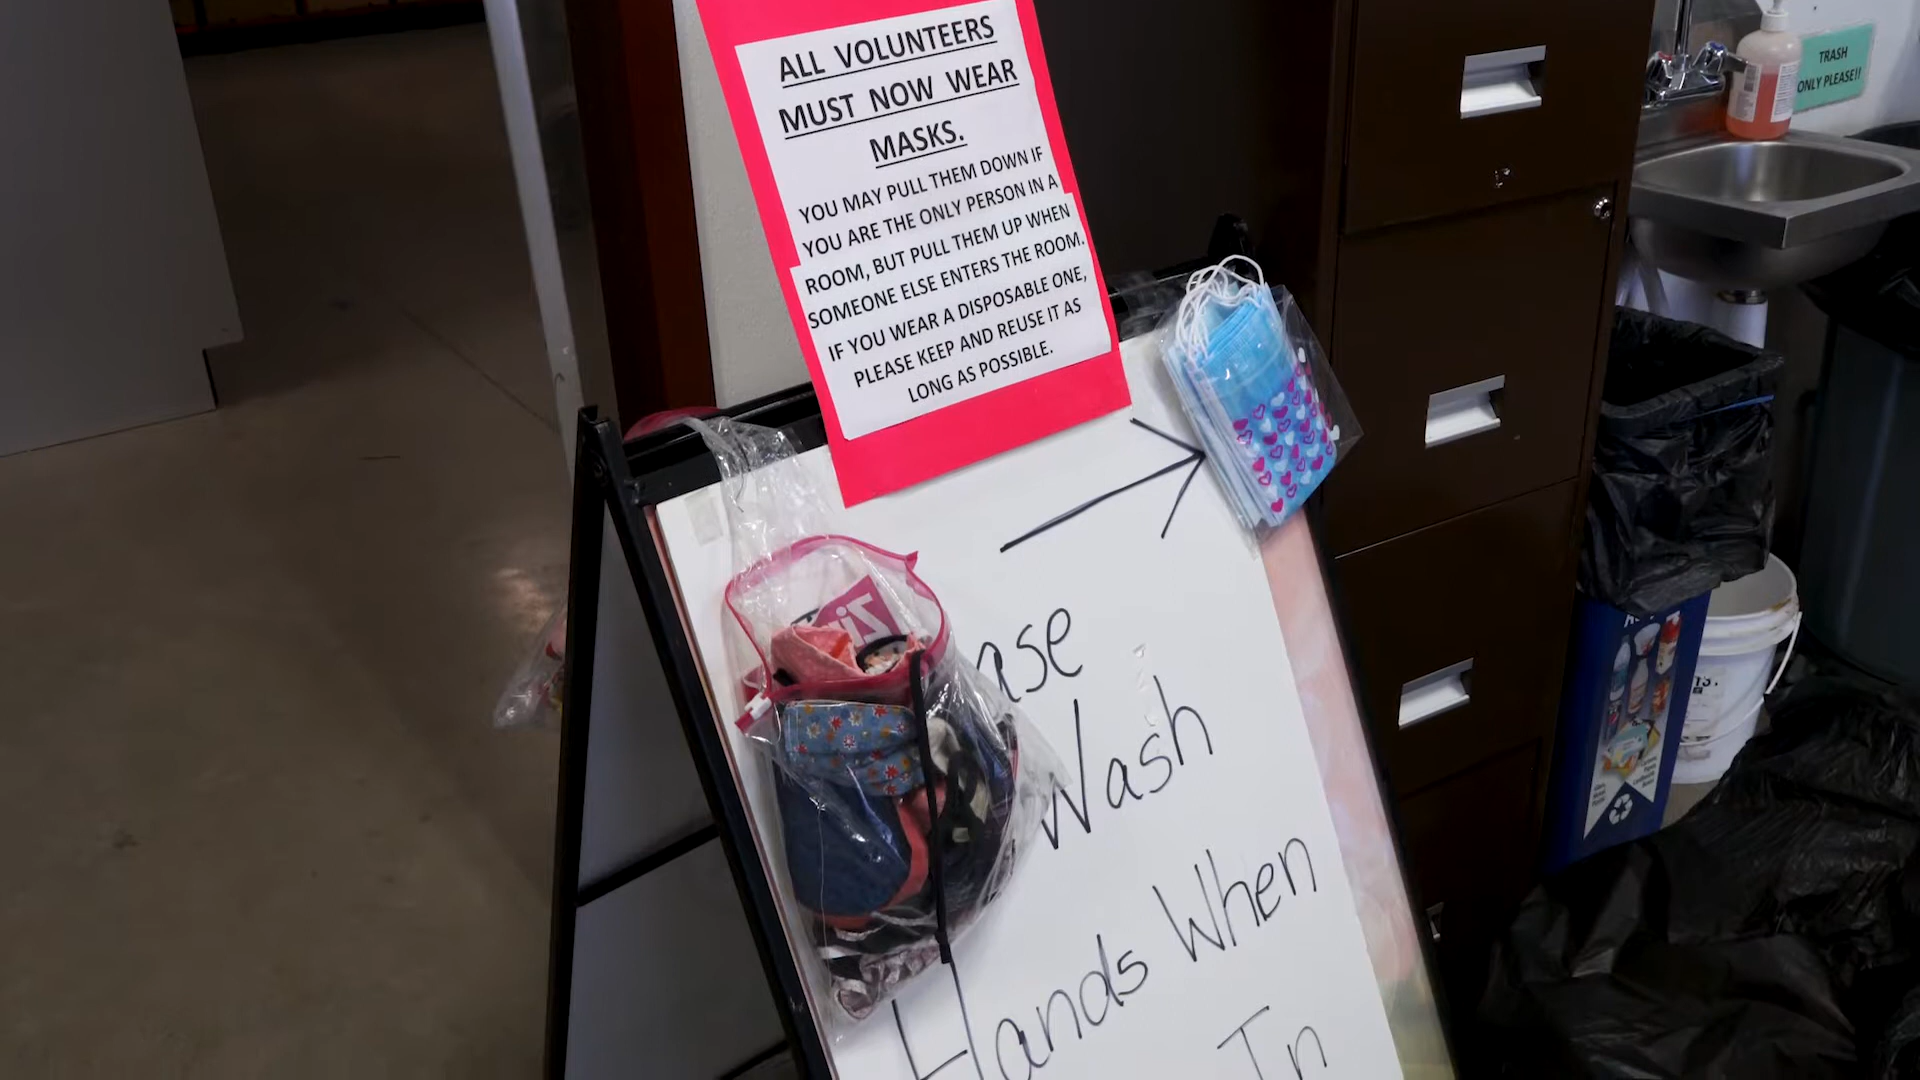 ALL VOLUNTEERS
MUST NOW WEAR
MASKS.
YOU MAY PULL THEM DOWN IF
YOU ARE THE ONLY PERSON IN A
ROOM, BUT PULL THEM UP WHEN
SOMEONE ELSE ENTERS THE ROOM.
IF YOU WEAR A DISPOSABLE ONE,
PLEASE KEEP AND REUSE IT AS
LONG AS POSSIBLE.
ase
Wash
Hands When
In
TRASH
ONLY PLEASE!!